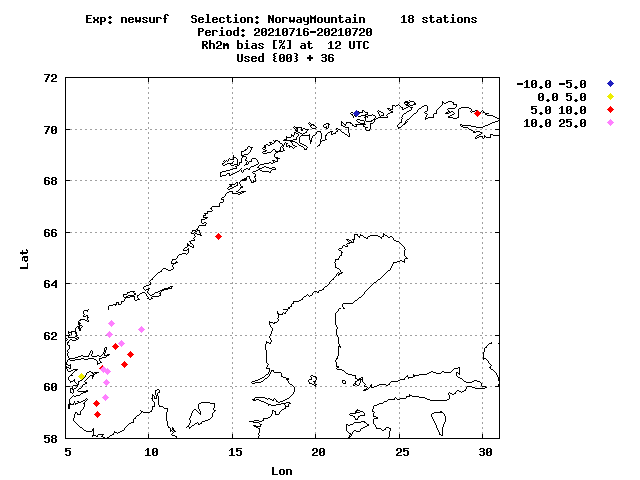 Exp: newsurf   Selection: NorwayMountain     18 stations
Period: 20210716-20210720
Rh2m bias [%] at  12 UTC
Used {00} + 36
-10.0 -5.0
0.0 5.0
5.0 10.0
10.0 25.0
72
70
68
66
64
62
60
58
Lat
5 10 15 20 25 30
Lon